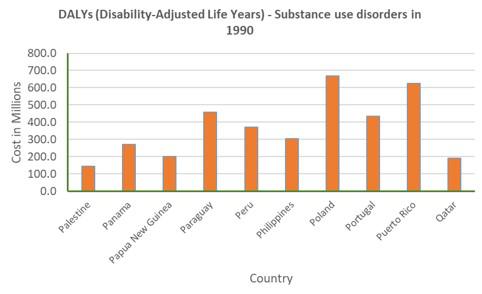 DALYs (Disability-Adjusted Life Years) - Substance use disorders in
1990
Cost in Millions
800.0
700.0
600.0
500.0
400.0
300.0
200.0
100.0
0.0
Palestine
Panama
Papua New Guinea
Paraguay
Peru
Philippines
Poland
Portugal
Puerto Rico
Qatar
Country